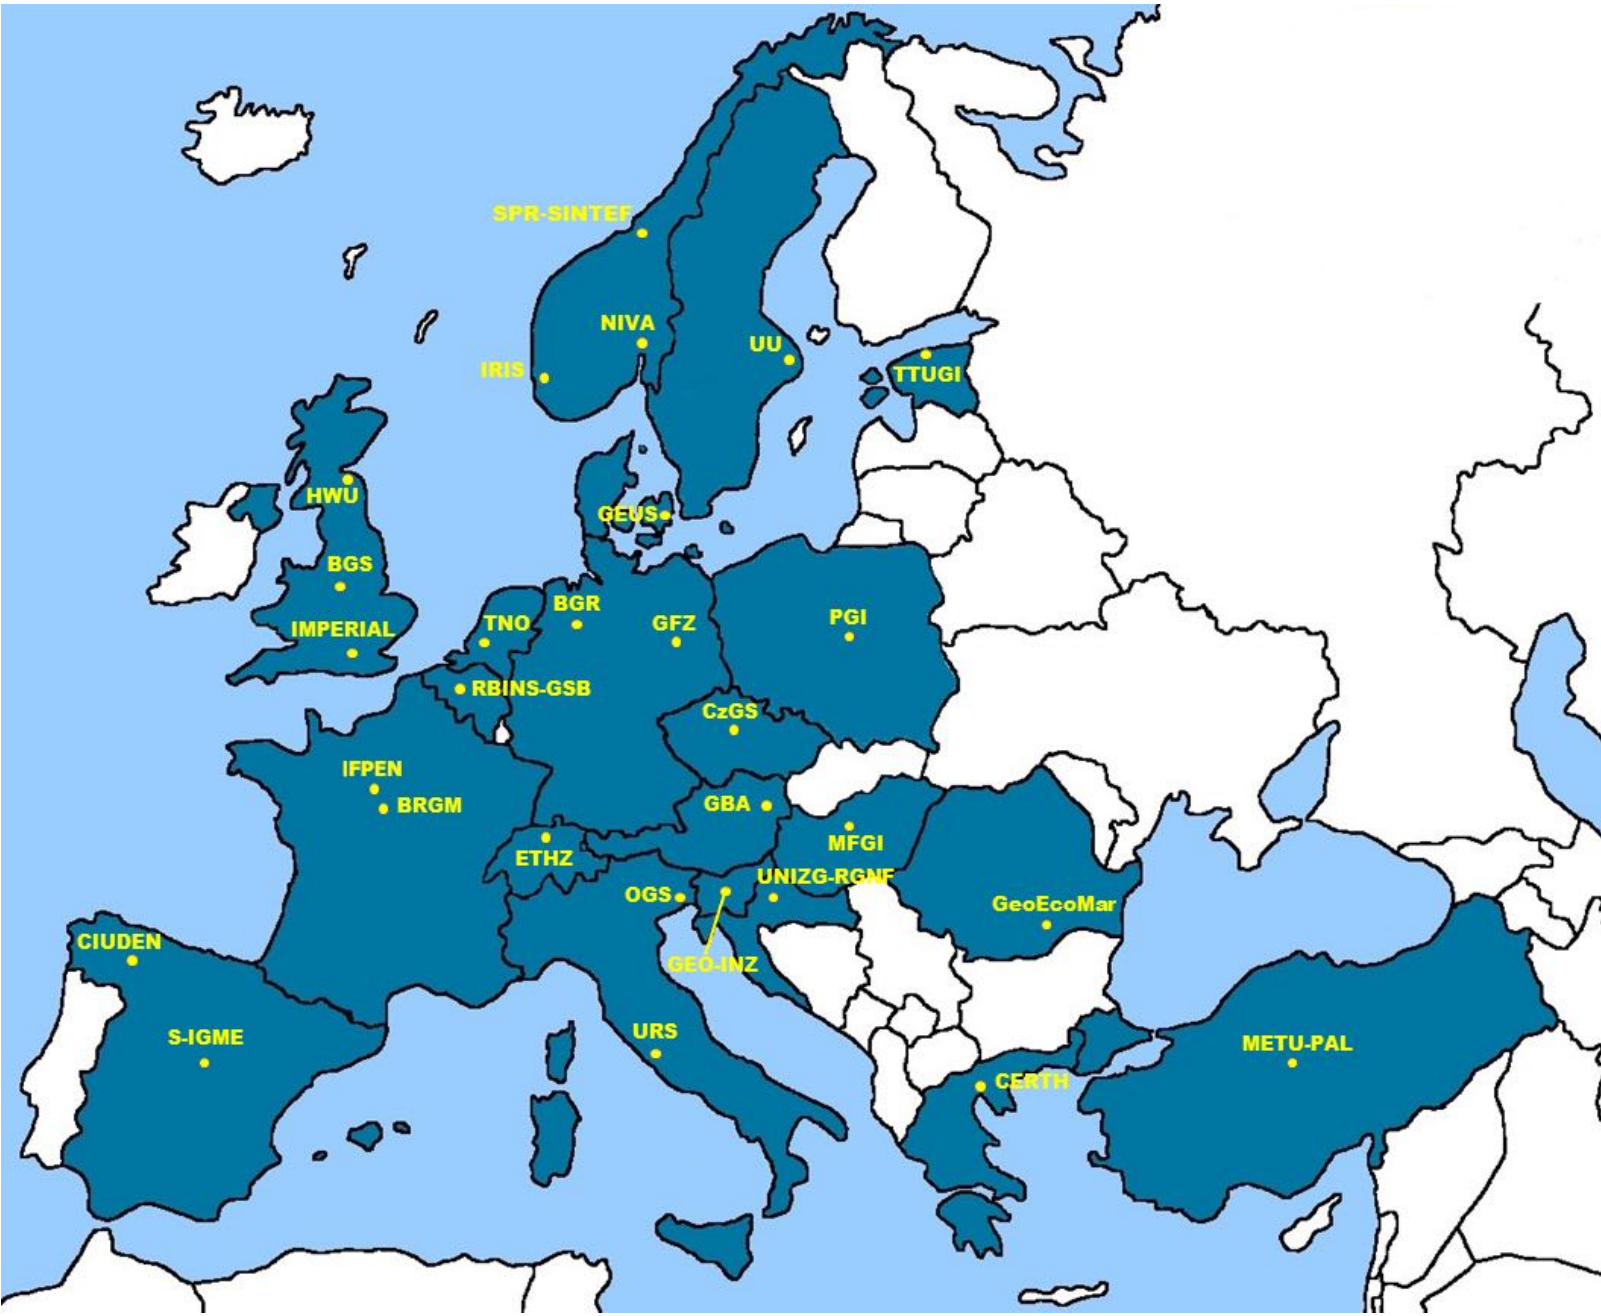 SPR-SINTEF
NIVA
UU
IRIS
TTUGI
HWU
GEUS
BGS
BGR
IMPERIAL
TNO
GFZ
PGI
RBINS-GSB
CzGS
IFPEN
BRGM
GBA
MFGI
ETHZ
UNIZG-RGNF
OGS
GeoEcoMar
CIUDEN
GEO-INZ
URS
S-IGME
METU-PAL
CERTH